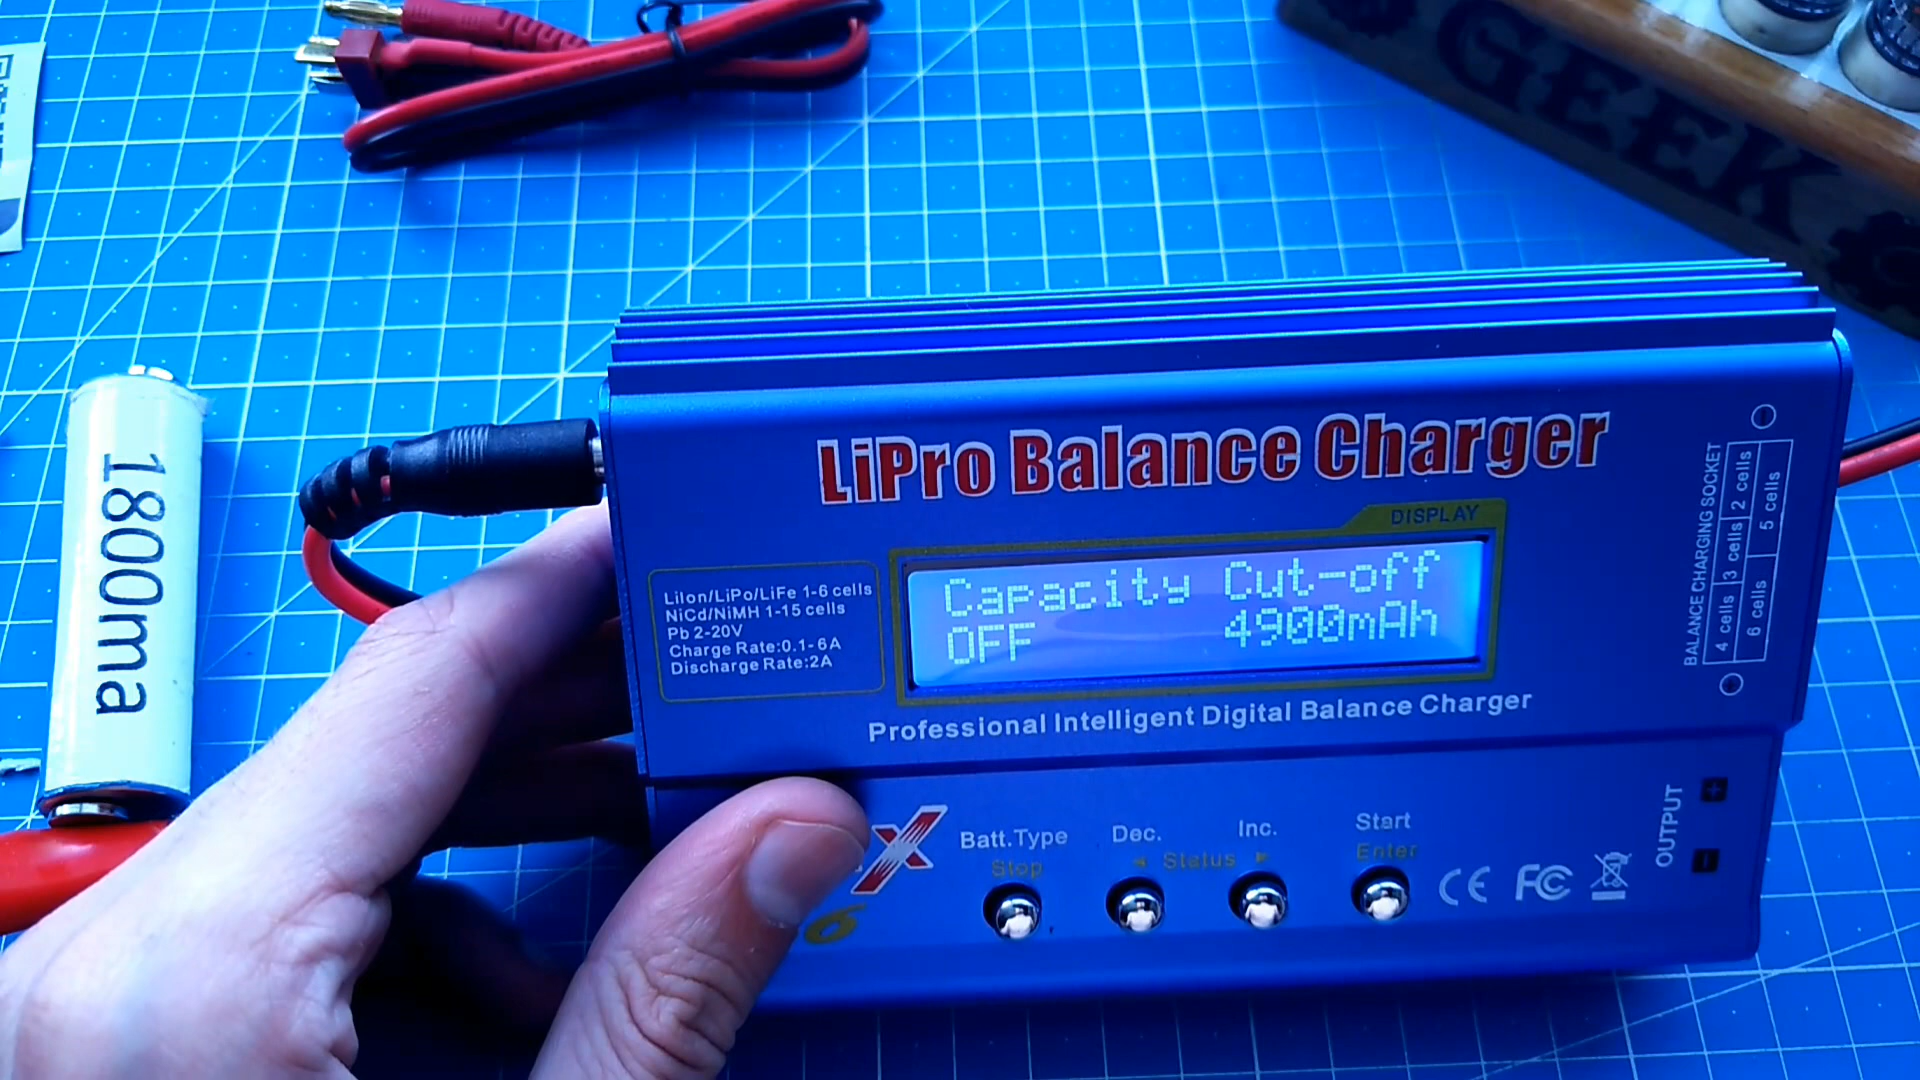 GEEK
1800ma
LiPro Balance Charger
DISPLAY
Capacity Cut-off
OFF 4900mAh
LiIon/LiPo/LiFe 1-6 cells
NiCd/NiMH 1-15 cells
Pb 2-20V
Charge Rate:0.1-6A
Discharge Rate:2A
Professional Intelligent Digital Balance Charger
BALANCE CHARGING SOCKET
4 cells 3 cells 2 cells
6 cells 5 cells
X
6
Batt.Type
Stop
Dec.
Inc.
Status
Start
Enter
CE FC
OUTPUT
+
-